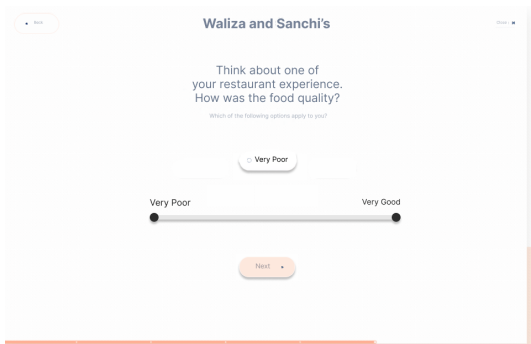 Back
Waliza and Sanchi's
Close
Think about one of
your restaurant experience.
How was the food quality?
Which of the following options apply to you?
Very Poor
Very Poor
Very Good
Next